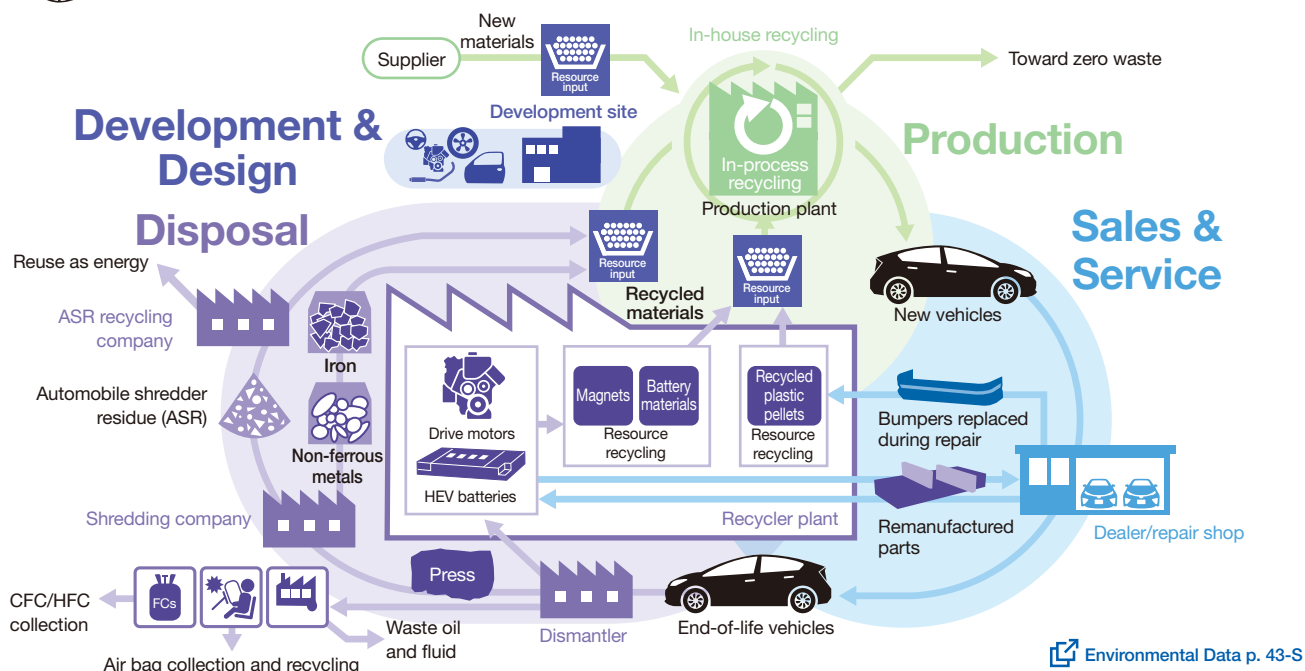 New
materials
Supplier
Resource
input
In-house recycling
Toward zero waste
Development site
Development &
Design
Production
In-process
recycling
Production plant
Disposal
Sales &
Service
Reuse as energy
Resource
input
Resource
input
Recycled
materials
New vehicles
ASR recycling
company
Iron
Automobile shredder
residue (ASR)
Non-ferrous
metals
Drive motors
HEV batteries
Magnets
Battery
materials
Resource
recycling
Recycled
plastic
pellets
Resource
recycling
Bumpers replaced
during repair
Shredding company
Recycler plant
Remanufactured
parts
Dealer/repair shop
Press
FCs
CFC/HFC
collection
Waste oil
and fluid
Dismantler
End-of-life vehicles
Air bag collection and recycling
Environmental Data p. 43-S